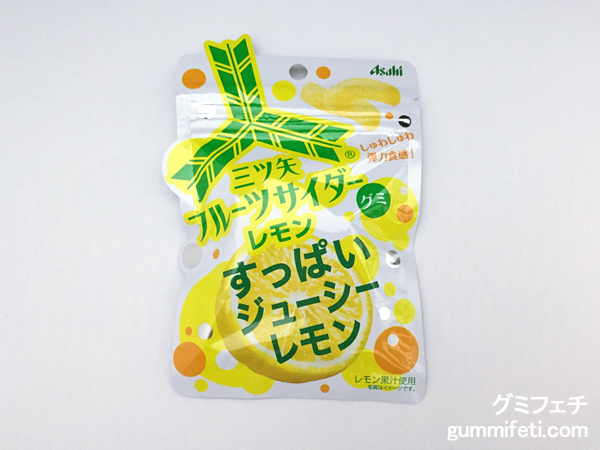 Asahi
しゅわしゅわ
弾力食感!
三ツ矢®
フルーツサイダー
グミ
レモン
すっぱい
ジューシー
レモン
レモン果汁使用
写真はイメージです。
グミフェチ
gummifeti.com